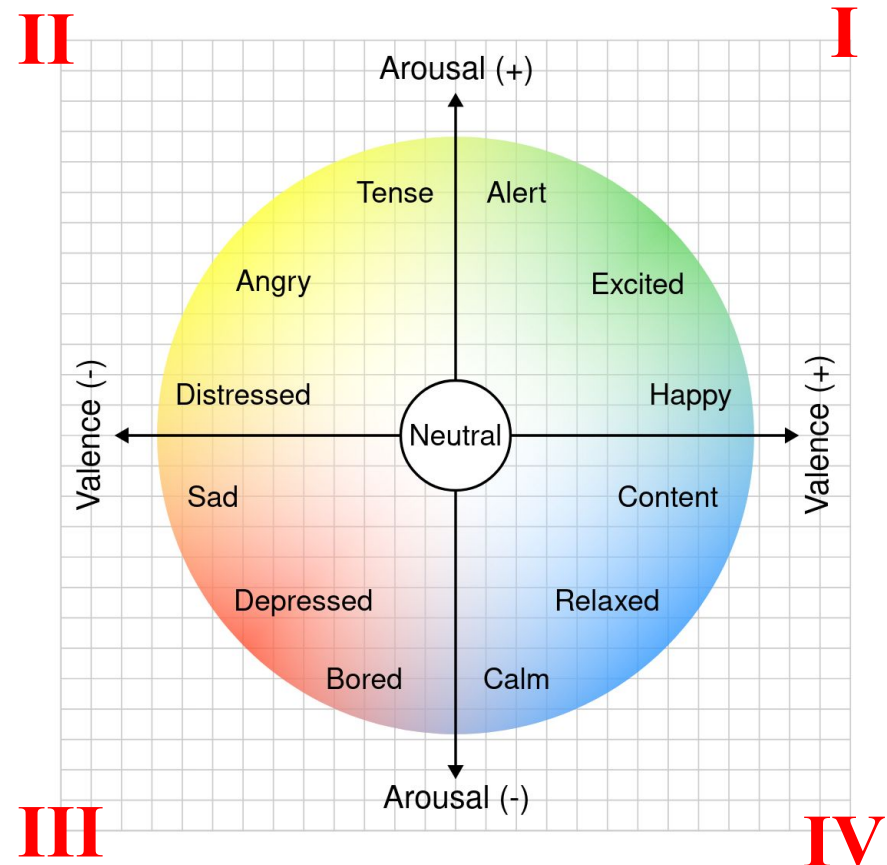 II
I
Arousal (+)
Tense
Alert
Angry
Excited
Distressed
Happy
Valence (-)
Neutral
Valence (+)
Sad
Content
Depressed
Relaxed
Bored
Calm
Arousal (-)
III
IV